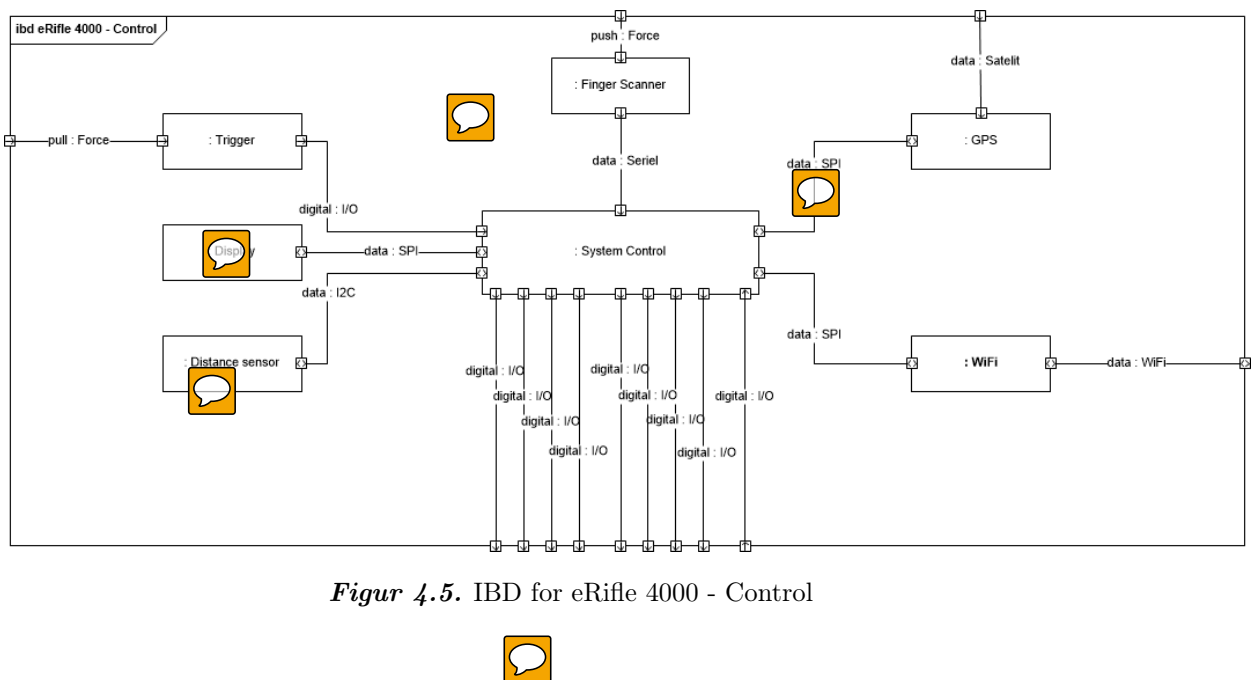 ibd eRifle 4000 - Control
push : Force
data : Satelit
: Finger Scanner
pull : Force
: Trigger
: GPS
data : Seriel
data : SPI
digital : I/O
Display
data : SPI
: System Control
data : I2C
data : SPI
: Distance sensor
: WiFi
data : WiFi
digital : I/O
digital : I/O
digital : I/O
digital : I/O
digital : I/O
digital : I/O
digital : I/O
digital : I/O
digital : I/O
Figur 4.5. IBD for eRifle 4000 - Control